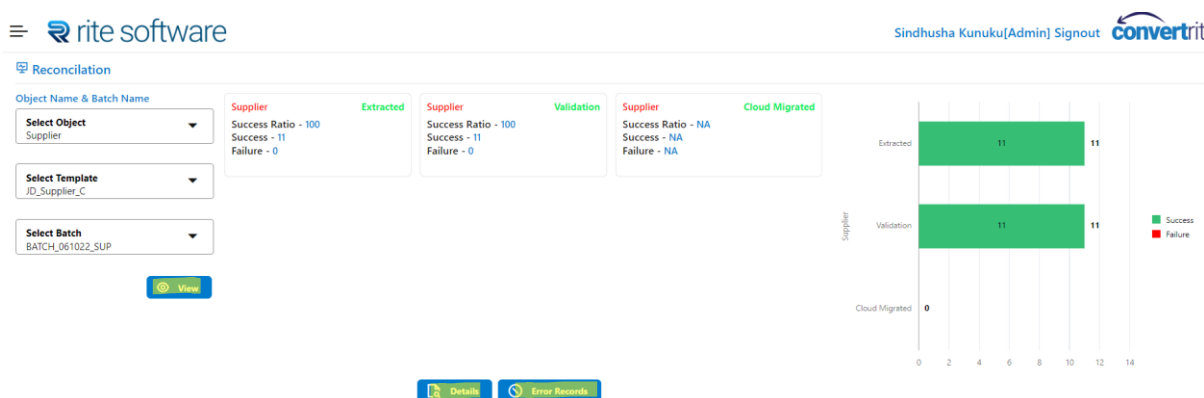 rite software
Sindhusha Kunuku[Admin] Signout
convertrit
Reconcilation
Object Name & Batch Name
Select Object
Supplier
Select Template
JD_Supplier_C
Select Batch
BATCH_061022_SUP
View
Supplier Extracted
Success Ratio - 100
Success - 11
Failure - 0
Supplier Validation
Success Ratio - 100
Success - 11
Failure - 0
Supplier Cloud Migrated
Success Ratio - NA
Success - NA
Failure - NA
Details
Error Records
Supplier
Extracted 11 11
Validation 11 11
Cloud Migrated 0
0 2 4 6 8 10 12 14
Success
Failure